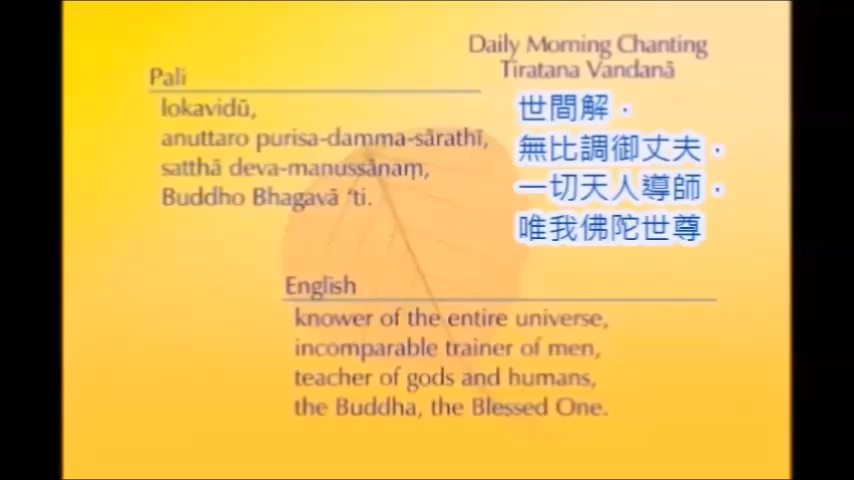 Daily Morning Chanting
Tiratana Vandanā
Pali
lokavidū,
anuttaro purisa-damma-sārathī,
satthā deva-manussānaṃ,
Buddho Bhagavā ‘ti.
世間解．
無比調御丈夫．
一切天人導師．
唯我佛陀世尊
English
knower of the entire universe,
incomparable trainer of men,
teacher of gods and humans,
the Buddha, the Blessed One.